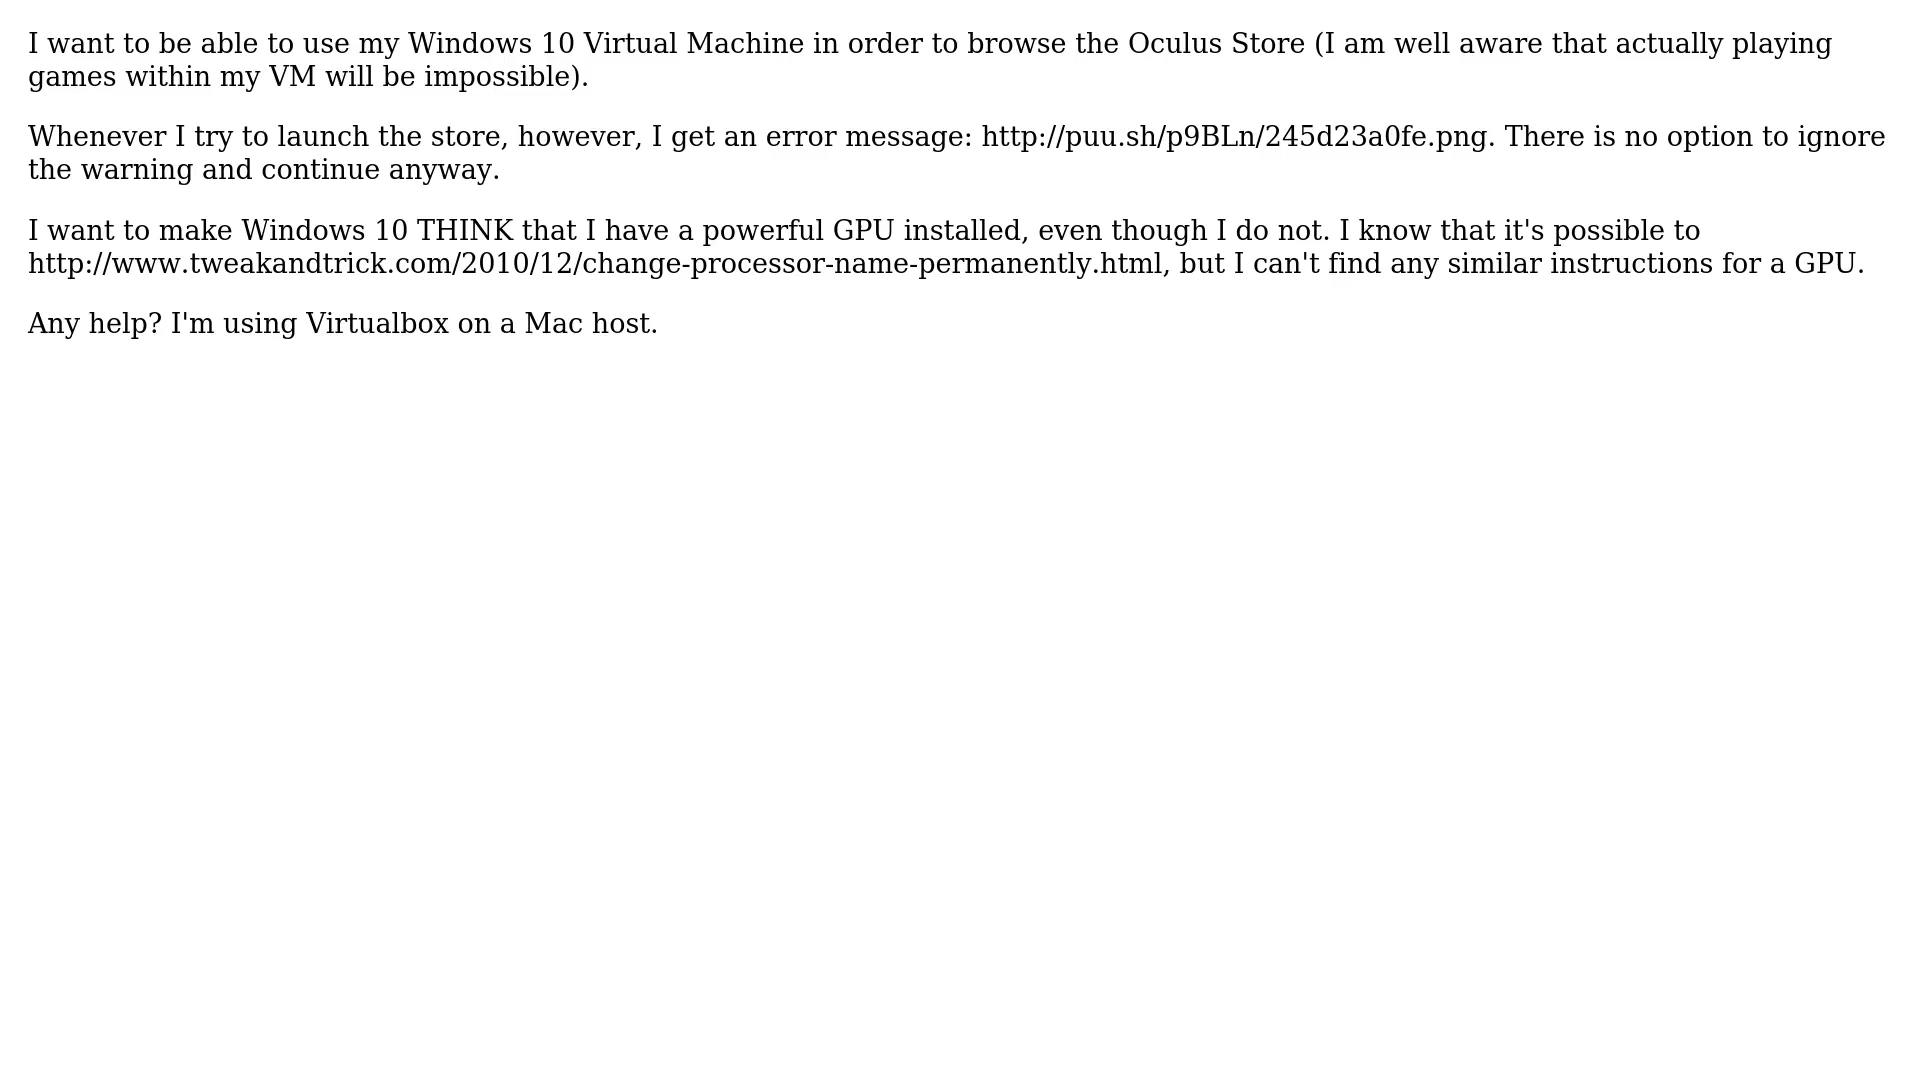 I want to be able to use my Windows 10 Virtual Machine in order to browse the Oculus Store (I am well aware that actually playing
games within my VM will be impossible).
Whenever I try to launch the store, however, I get an error message: http://puu.sh/p9BLn/245d23a0fe.png. There is no option to ignore
the warning and continue anyway.
I want to make Windows 10 THINK that I have a powerful GPU installed, even though I do not. I know that it's possible to
http://www.tweakandtrick.com/2010/12/change-processor-name-permanently.html, but I can't find any similar instructions for a GPU.
Any help? I'm using Virtualbox on a Mac host.